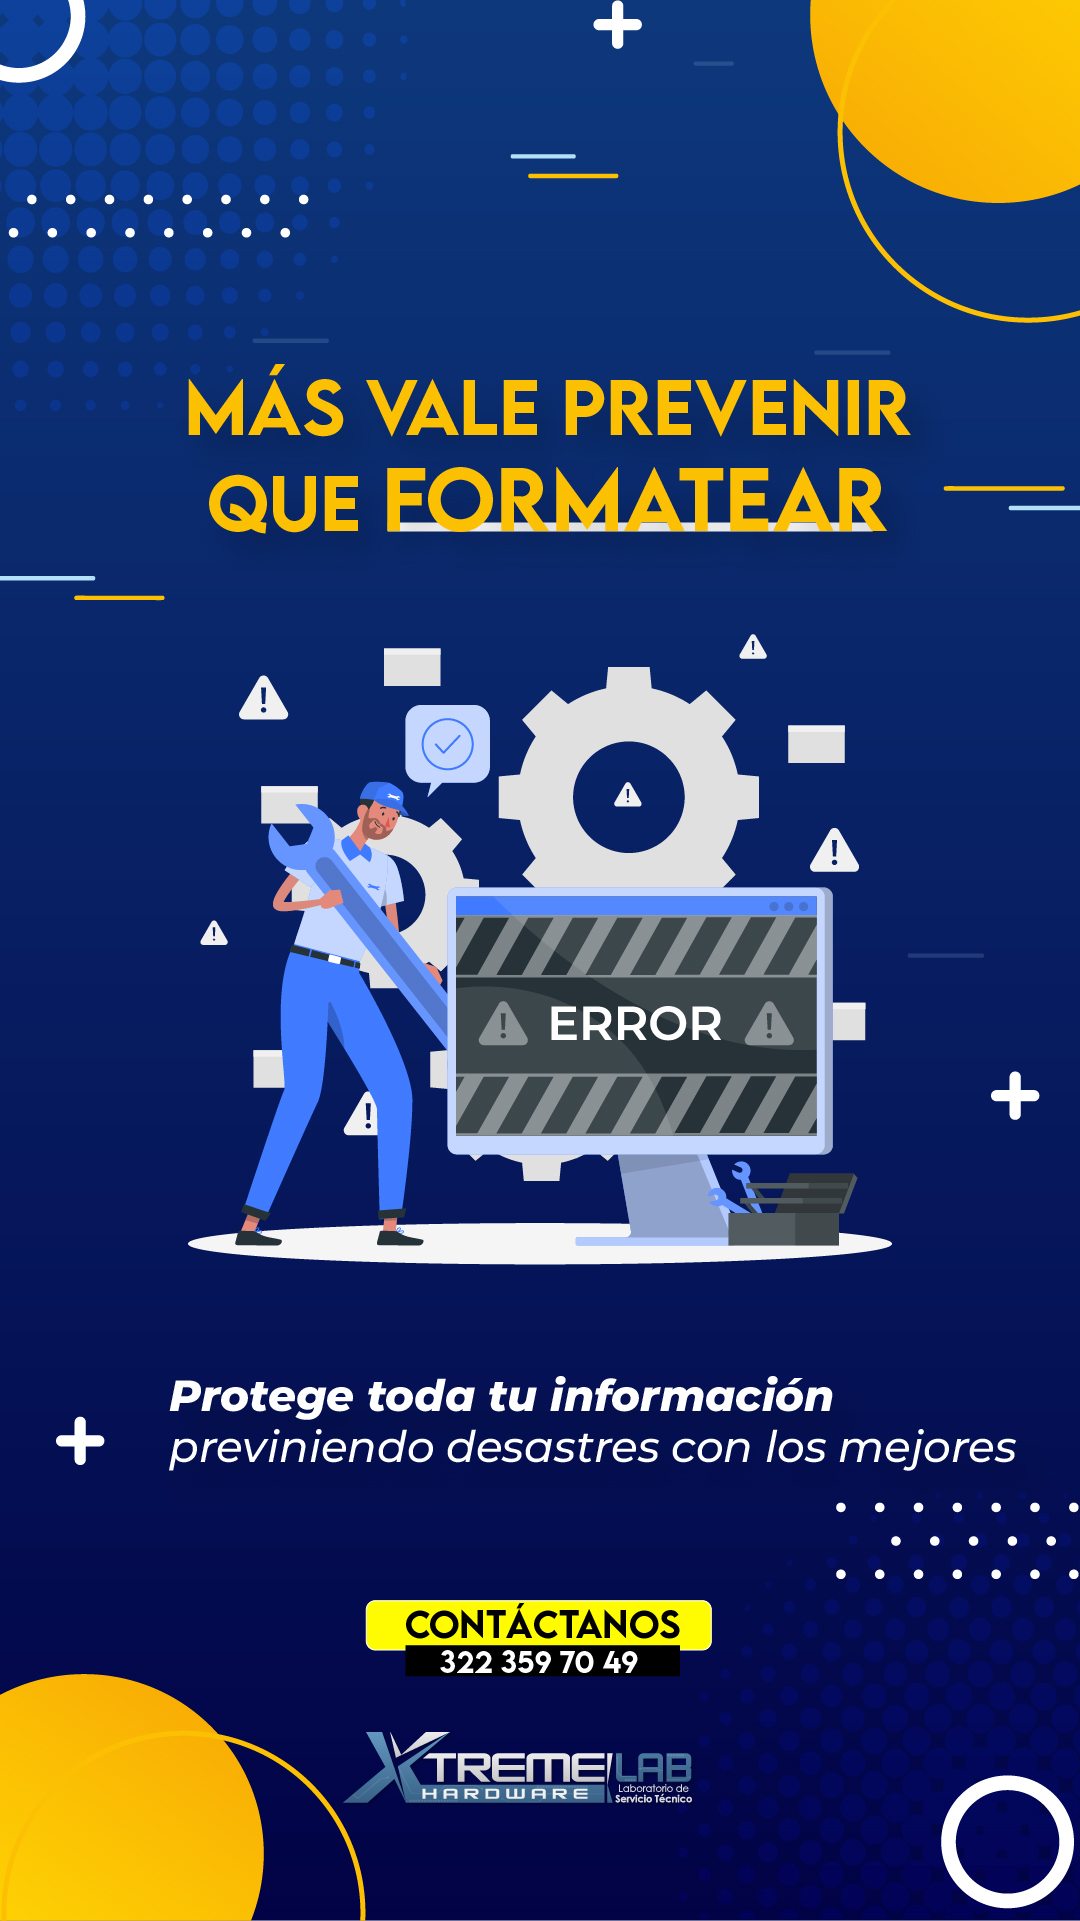 MÁS VALE PREVENIR
QUE FORMATEAR
ERROR
Protege toda tu información
previniendo desastres con los mejores
CONTÁCTANOS
322 359 70 49
XTREME LAB
HARDWARE
Laboratorio de
Servicio Técnico